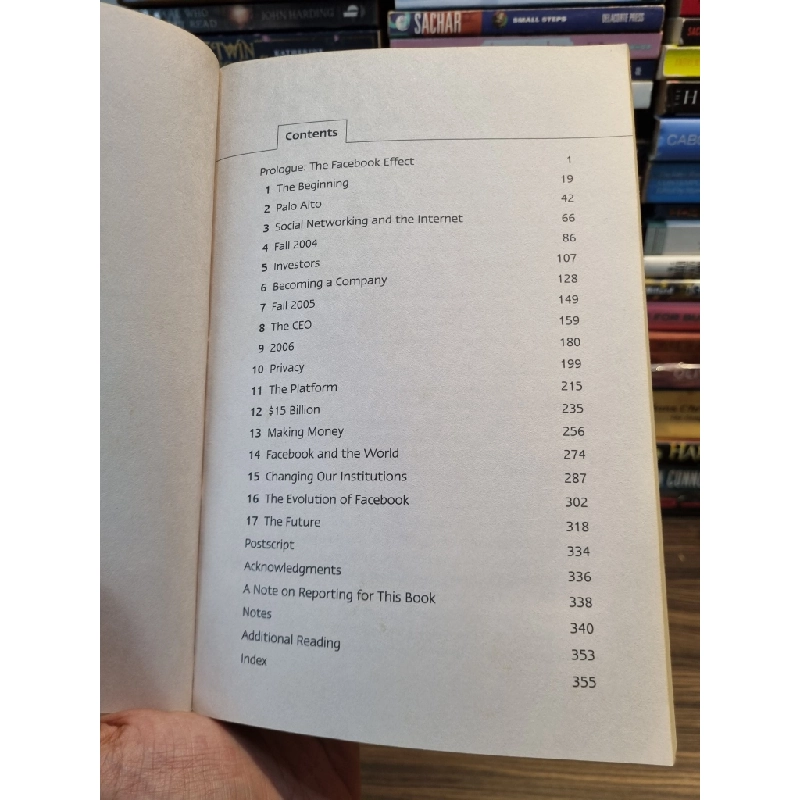 JOHN HARDING
SACHAR
SMALL STEPS
DELACORTE PRESS
Contents
Prologue: The Facebook Effect 1
1 The Beginning 19
2 Palo Alto 42
3 Social Networking and the Internet 66
4 Fall 2004 86
5 Investors 107
6 Becoming a Company 128
7 Fall 2005 149
8 The CEO 159
9 2006 180
10 Privacy 199
11 The Platform 215
12 $15 Billion 235
13 Making Money 256
14 Facebook and the World 274
15 Changing Our Institutions 287
16 The Evolution of Facebook 302
17 The Future 318
Postscript 334
Acknowledgments 336
A Note on Reporting for This Book 338
Notes 340
Additional Reading 353
Index 355